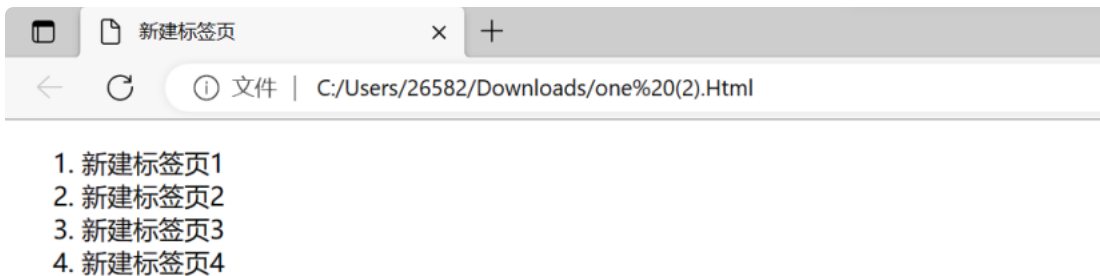 新建标签页
文件 | C:/Users/26582/Downloads/one%20(2).Html
1. 新建标签页1
2. 新建标签页2
3. 新建标签页3
4. 新建标签页4